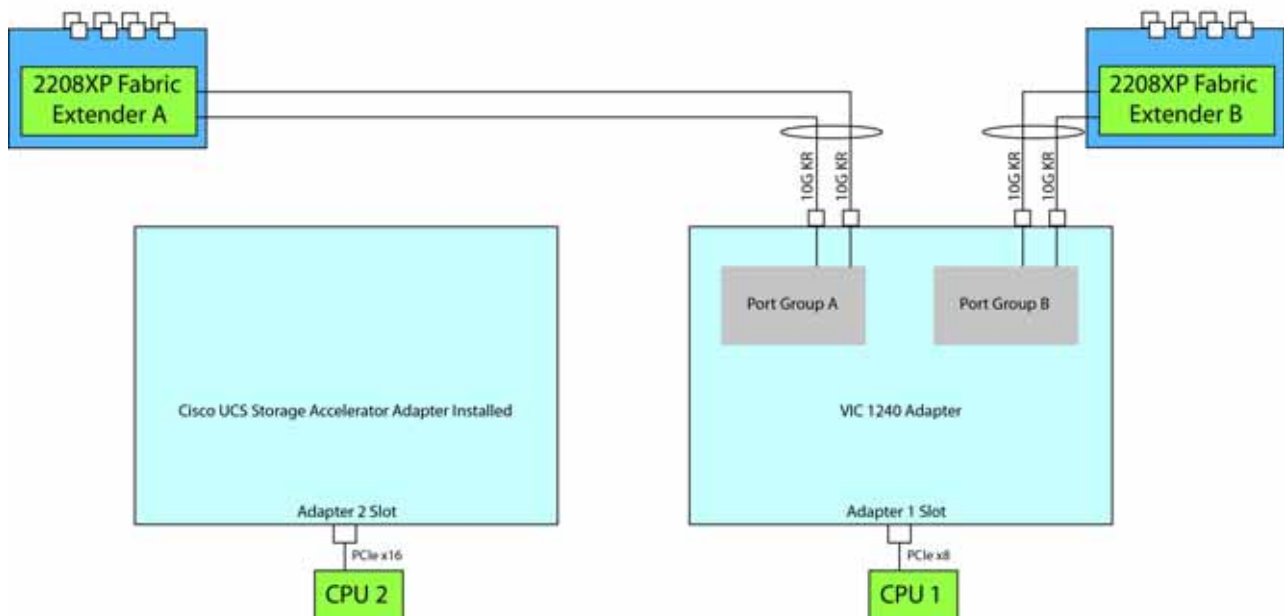 2208XP Fabric
Extender A
2208XP Fabric
Extender B
10G KR
10G KR
10G KR
10G KR
Port Group A
Port Group B
Cisco UCS Storage Accelerator Adapter Installed
VIC 1240 Adapter
Adapter 2 Slot
Adapter 1 Slot
PCIe x16
PCIe x8
CPU 2
CPU 1